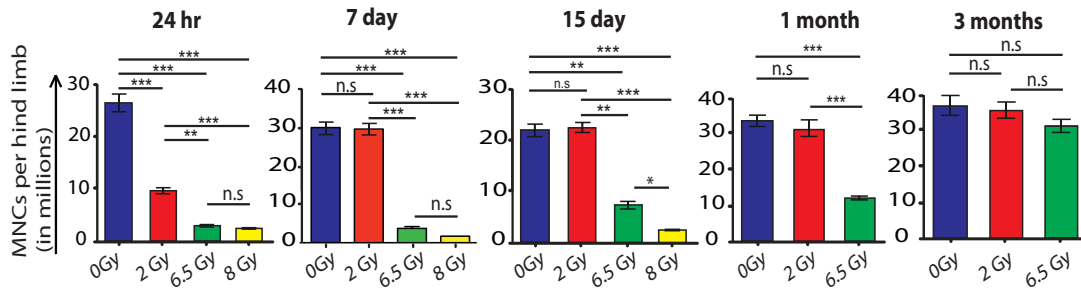 MNCs per hind limb
(in millions)
24 hr
***
***
***
***
**
n.s
30
20
10
0
0Gy
2 Gy
6.5 Gy
8 Gy
7 day
***
***
n.s
***
***
n.s
40
30
20
10
0
0Gy
2 Gy
6.5 Gy
8 Gy
15 day
***
**
n.s
***
**
*
30
20
10
0
0Gy
2 Gy
6.5 Gy
8 Gy
1 month
***
n.s
***
40
30
20
10
0
0Gy
2 Gy
6.5 Gy
3 months
n.s
n.s
n.s
40
30
20
10
0
0Gy
2 Gy
6.5 Gy